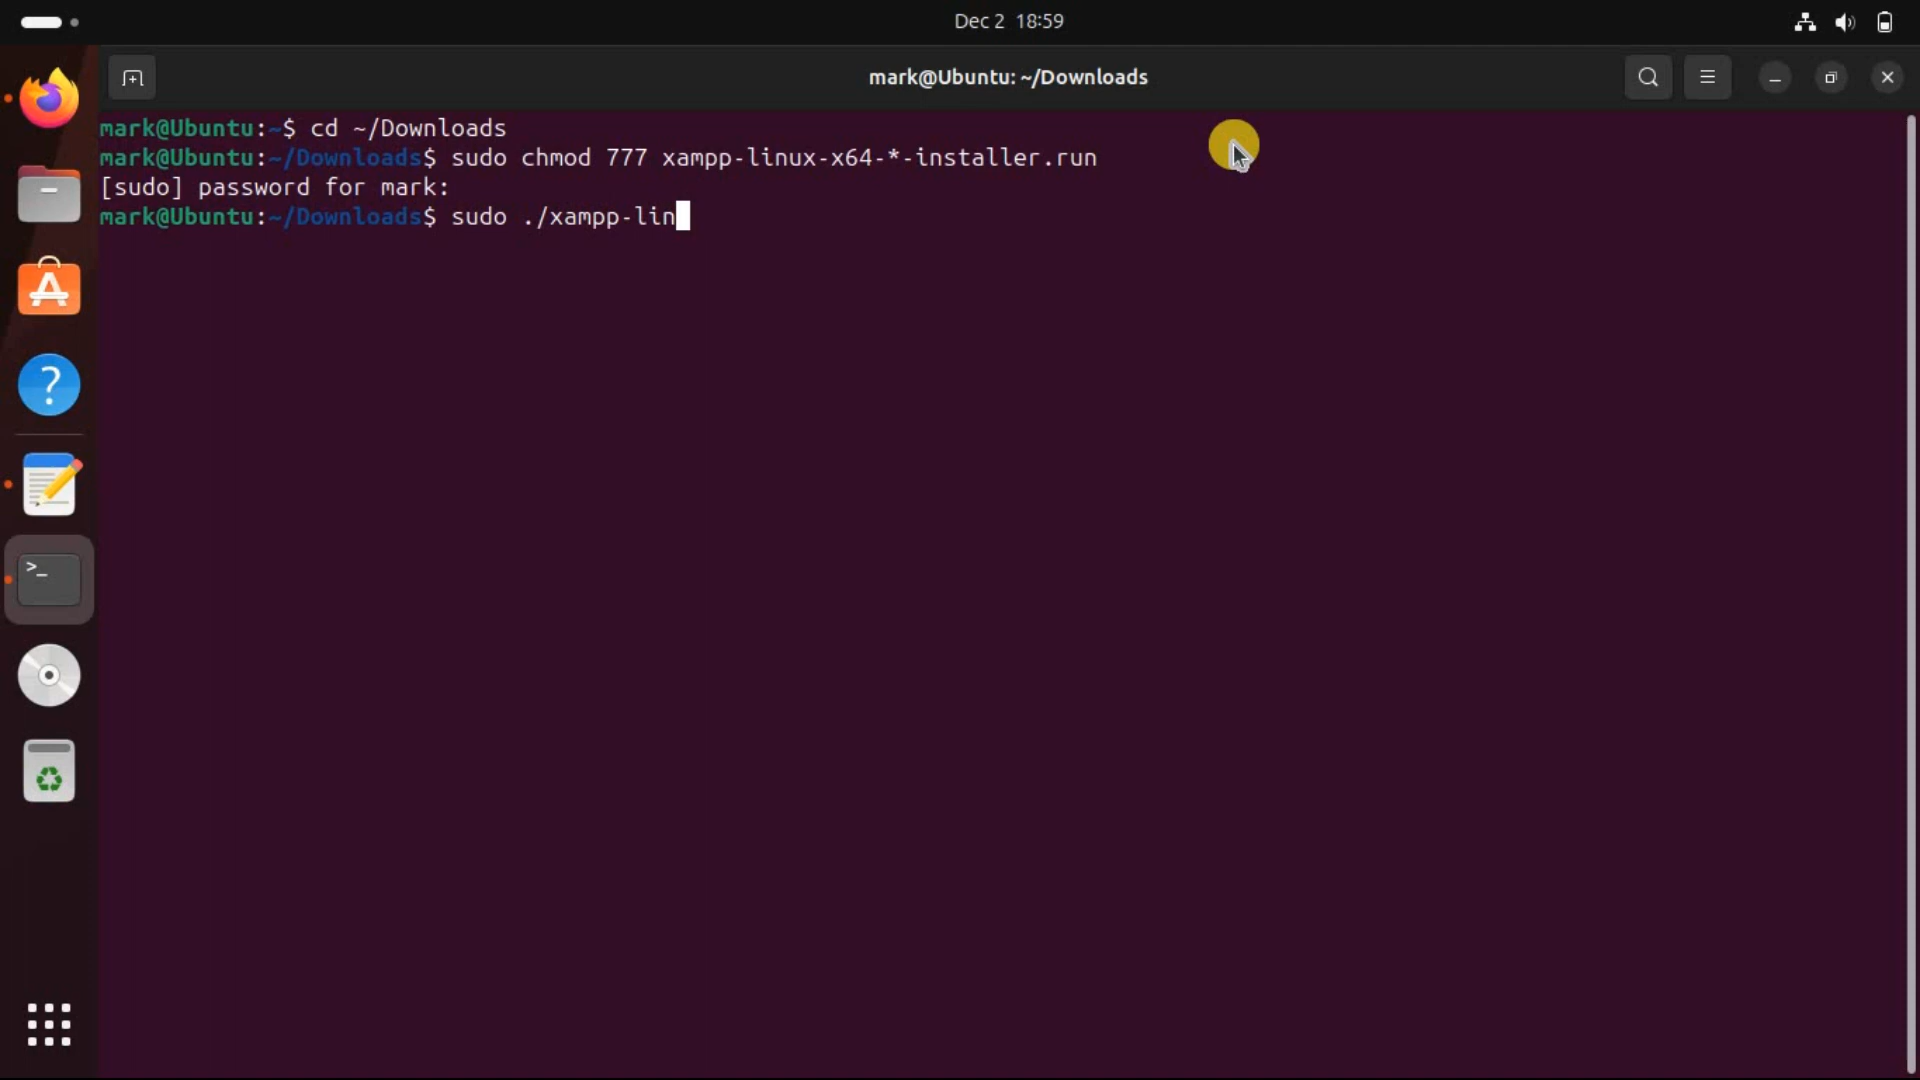 Dec 2 18:59
mark@Ubuntu: ~/Downloads
mark@Ubuntu:~$ cd ~/Downloads
mark@Ubuntu:~/Downloads$ sudo chmod 777 xampp-linux-x64-*-installer.run
[sudo] password for mark:
mark@Ubuntu:~/Downloads$ sudo ./xampp-lin